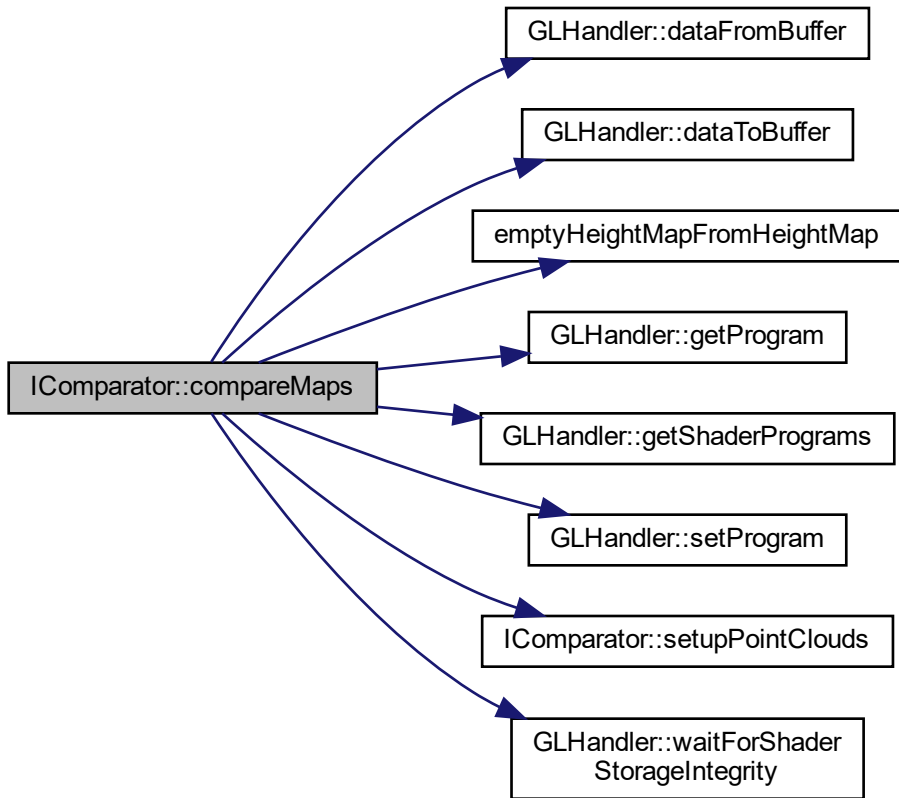 GLHandler::dataFromBuffer
GLHandler::dataToBuffer
emptyHeightMapFromHeightMap
GLHandler::getProgram
IComparator::compareMaps
GLHandler::getShaderPrograms
GLHandler::setProgram
IComparator::setupPointClouds
GLHandler::waitForShader
StorageIntegrity